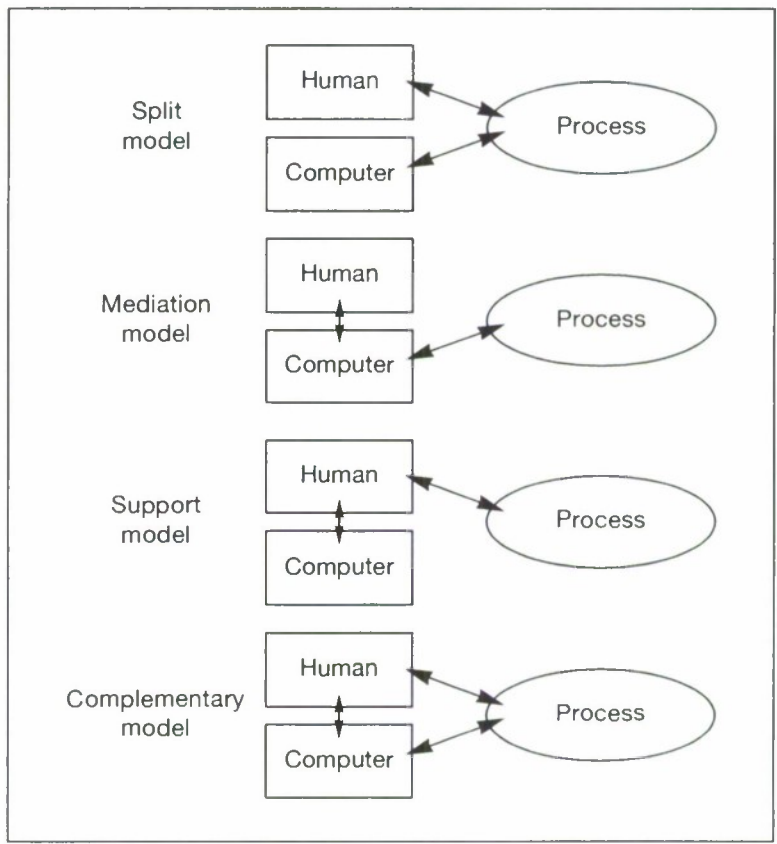 Split
model
Human
Computer
Process
Mediation
model
Human
Computer
Process
Support
model
Human
Computer
Process
Complementary
model
Human
Computer
Process